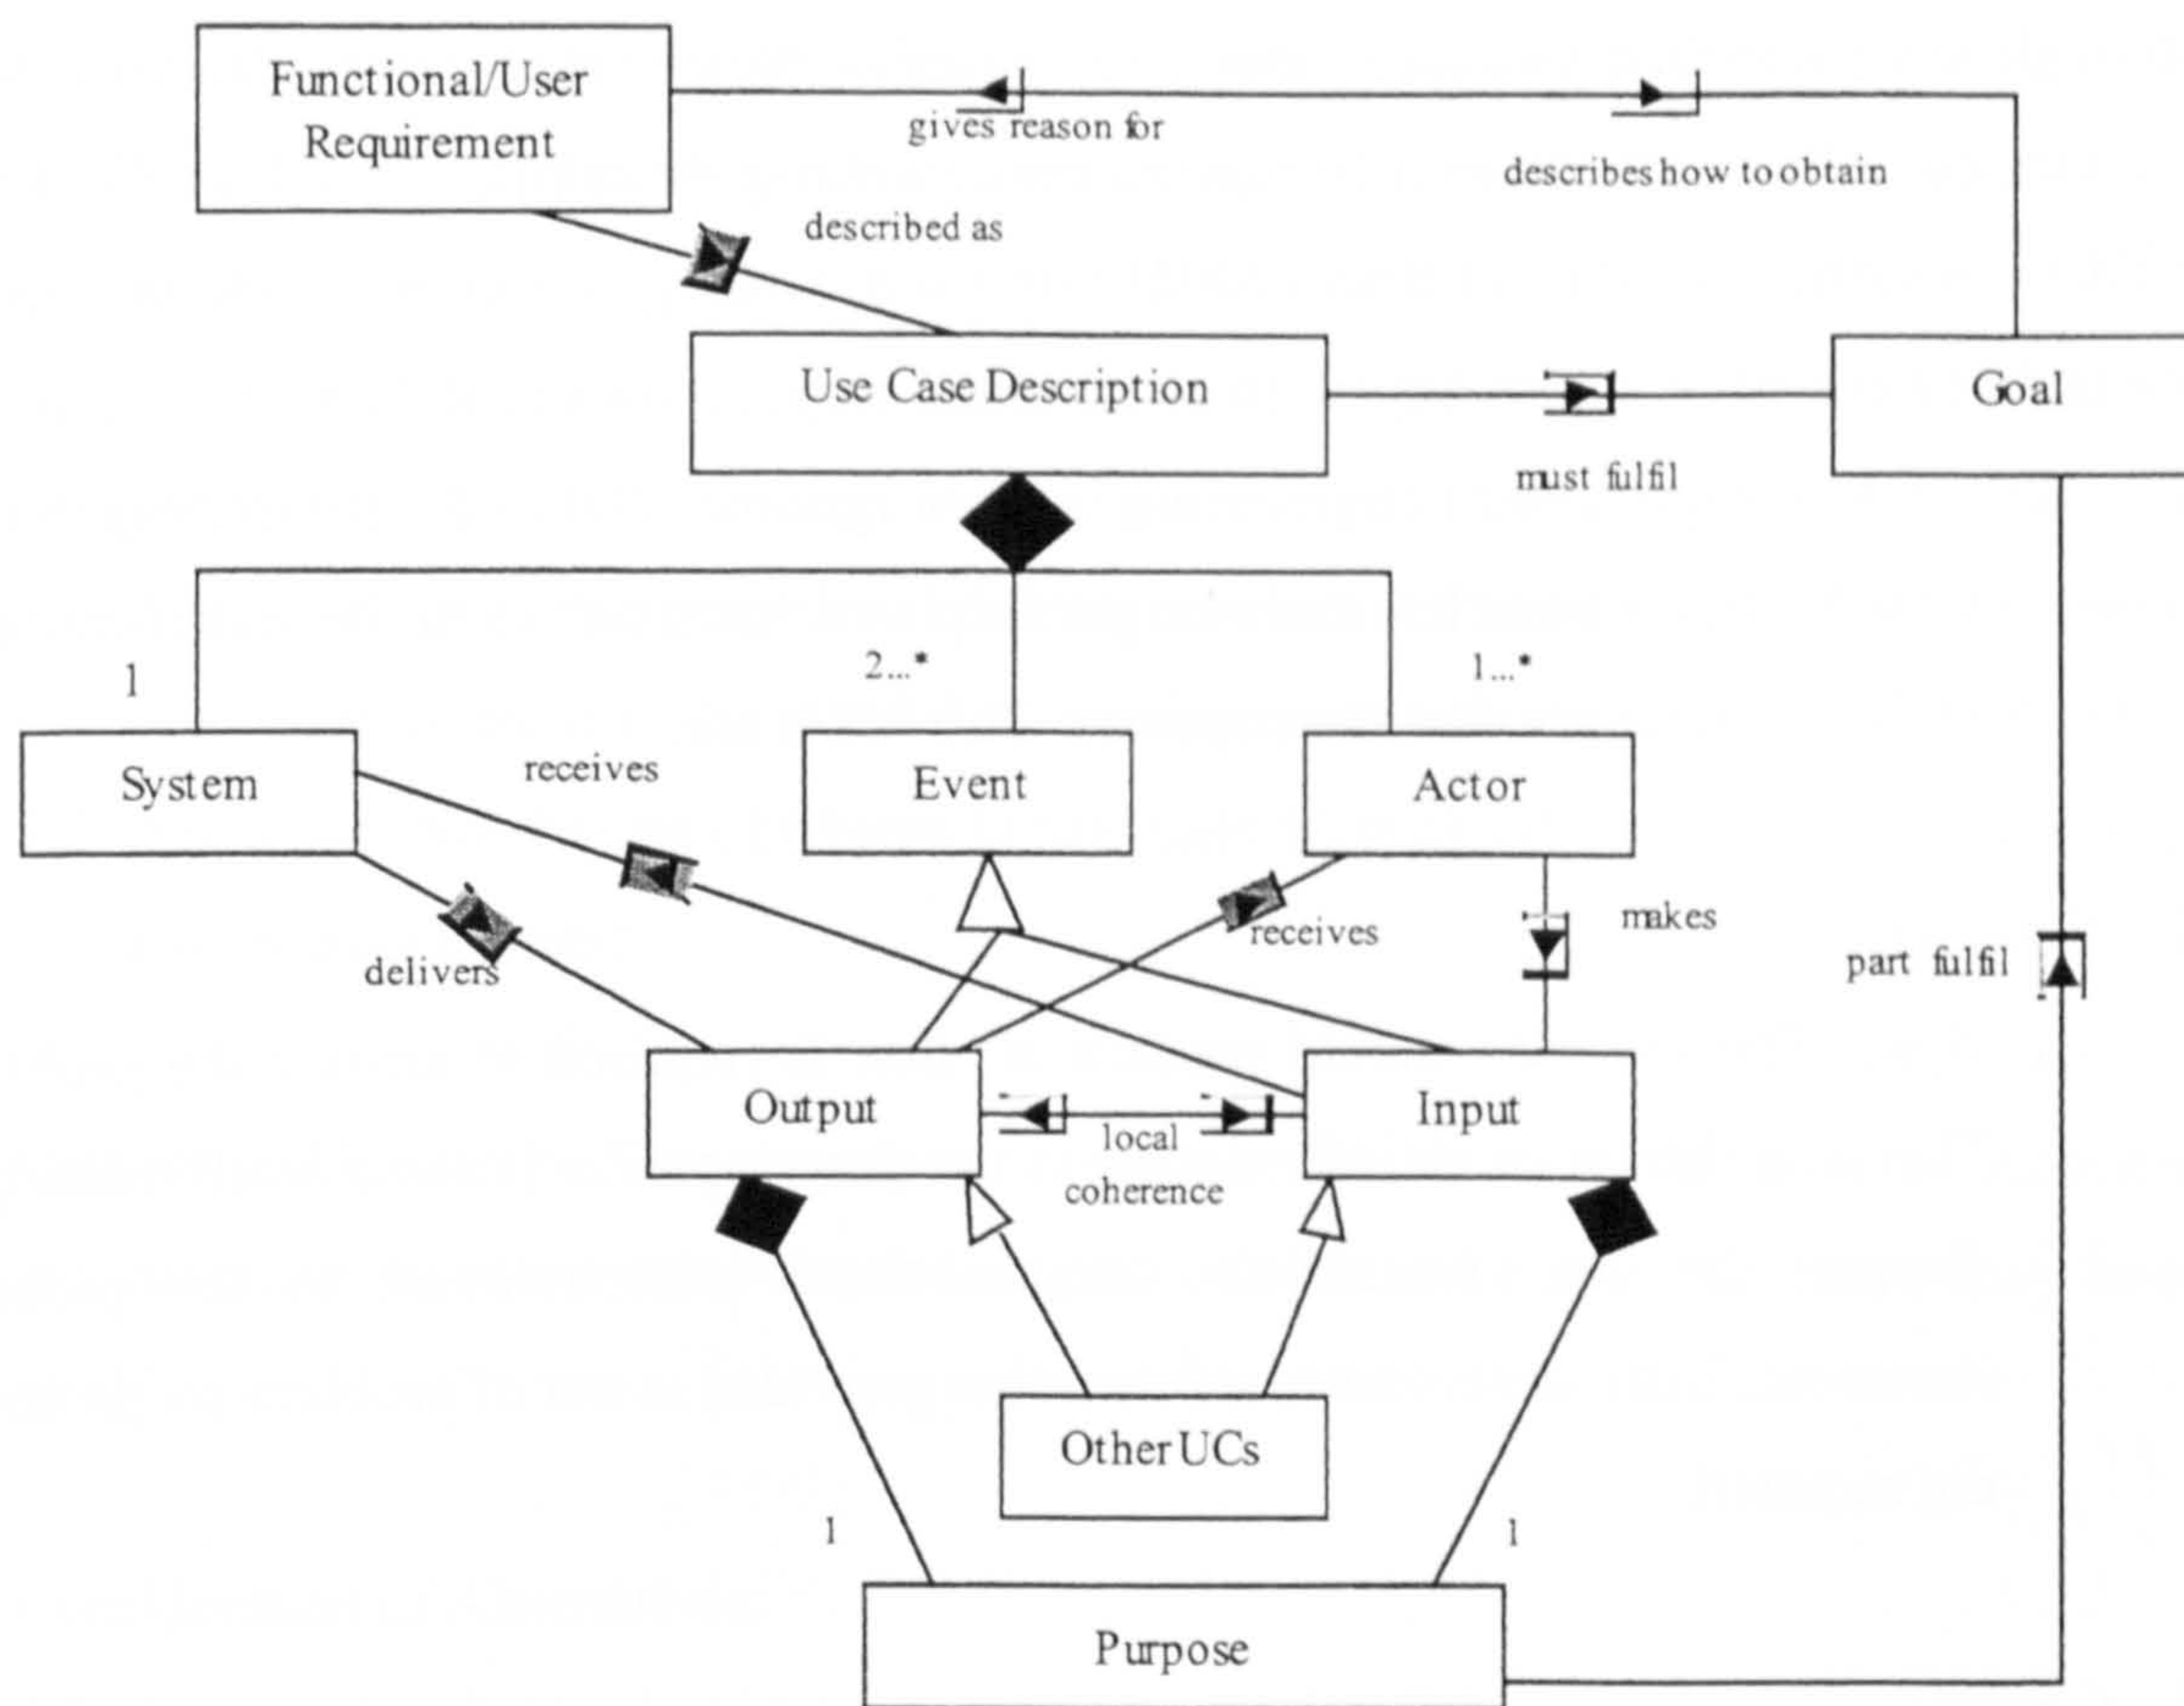 Functional/User
Requirement
gives reason for
describes how to obtain
described as
Use Case Description
Goal
must fulfil
1
2...*
1...*
System
receives
Event
Actor
delivers
receives
makes
part fulfil
Output
local
coherence
Input
Other UCs
1
1
Purpose